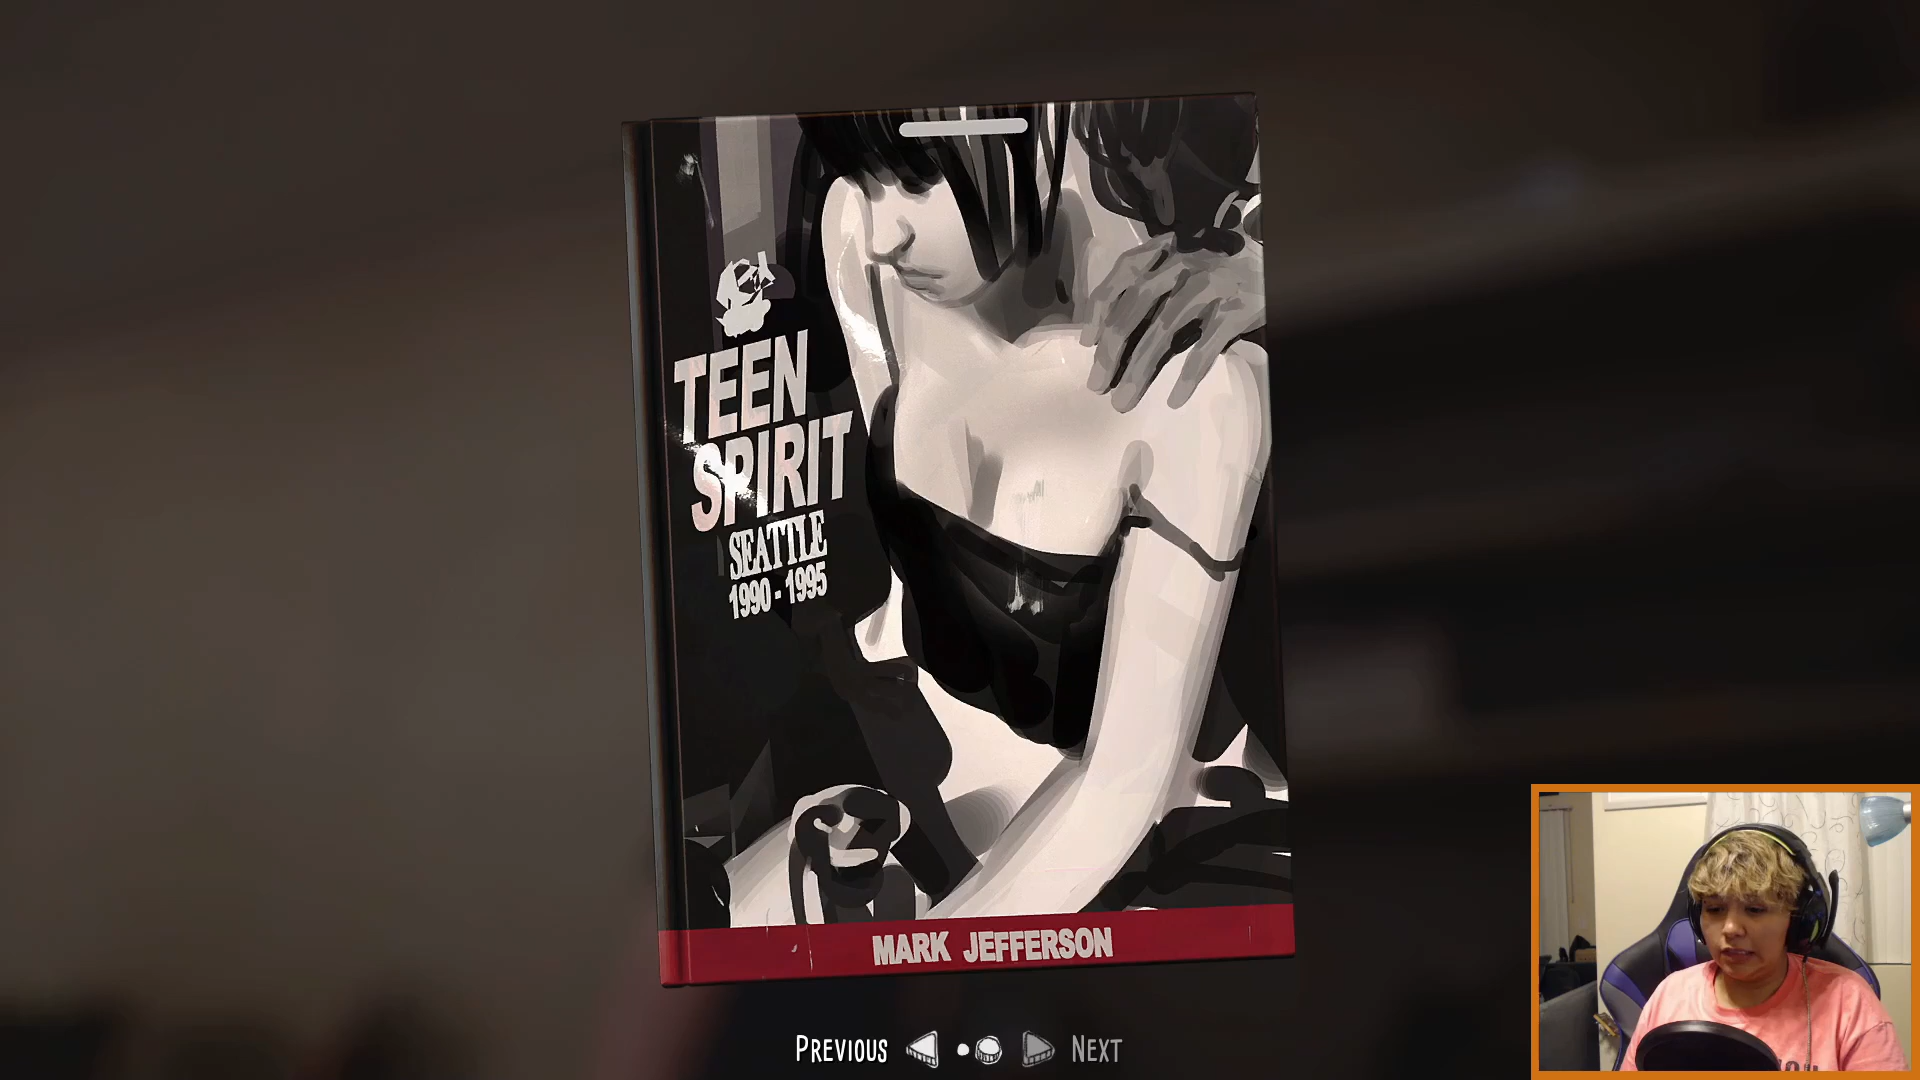 TEEN
SPIRIT
SEATTLE
1990 - 1995
MARK JEFFERSON
PREVIOUS
NEXT